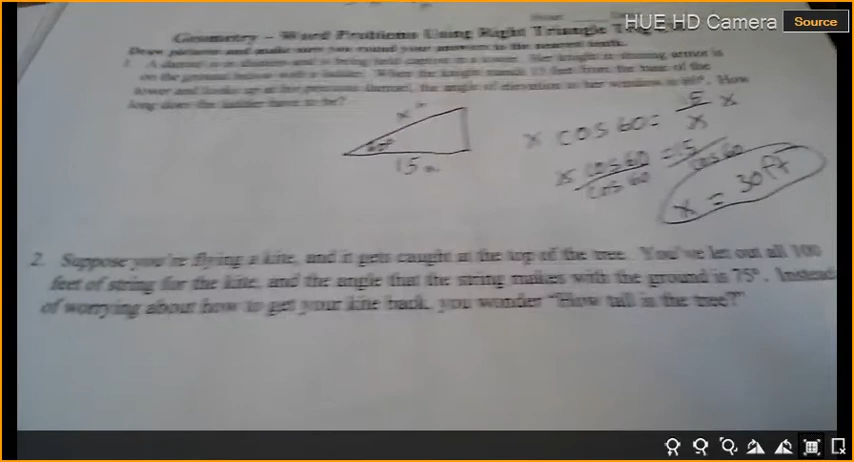 HUE HD Camera
Source
Geometry – Word Problems Using Right Triangle
Draw pictures and make sure you round your answers to the nearest tenth.
1. A damsel is in distress and is being held captive in a tower. Her knight in shining armor is
on the ground below with a ladder. When the knight stands 15 feet from the base of the
tower and looks up at his precious damsel, the angle of elevation to her window is 60°. How
long does the ladder have to be?
x
60°
15
x cos 60 = 15/x x
x cos 60 / cos 60 = 15 / cos 60
x = 30 ft
2. Suppose you're flying a kite, and it gets caught at the top of the tree. You've let out all 100
feet of string for the kite, and the angle that the string makes with the ground is 75°. Instead
of worrying about how to get your kite back, you wonder "How tall is the tree?"